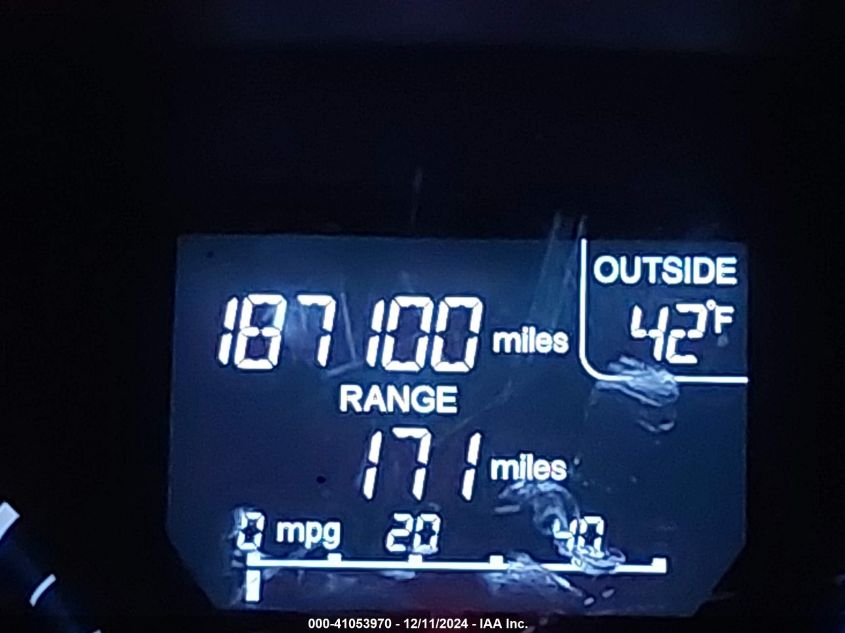 OUTSIDE
42°F
187100 miles
RANGE
171 miles
0 mpg 20 40
000-41053970 - 12/11/2024 - IAA Inc.